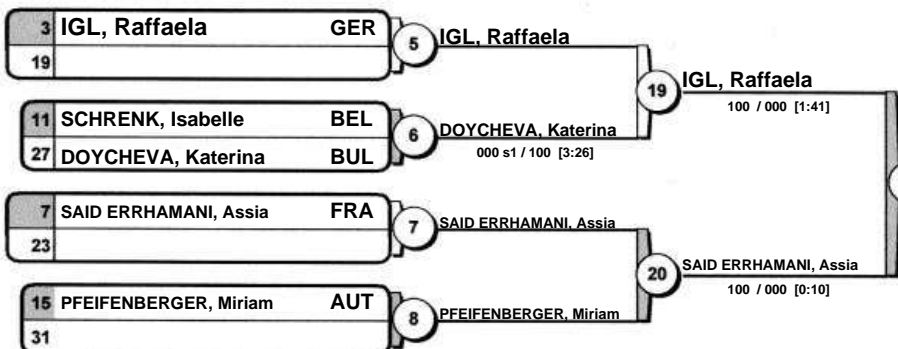 3 IGL, Raffaela GER
19
5
IGL, Raffaela
11 SCHRENK, Isabelle BEL
27 DOYCHEVA, Katerina BUL
6
DOYCHEVA, Katerina
000 s1 / 100 [3:26]
19
IGL, Raffaela
100 / 000 [1:41]
7 SAID ERRHAMANI, Assia FRA
23
7
SAID ERRHAMANI, Assia
15 PFEIFENBERGER, Miriam AUT
31
8
PFEIFENBERGER, Miriam
20
SAID ERRHAMANI, Assia
100 / 000 [0:10]